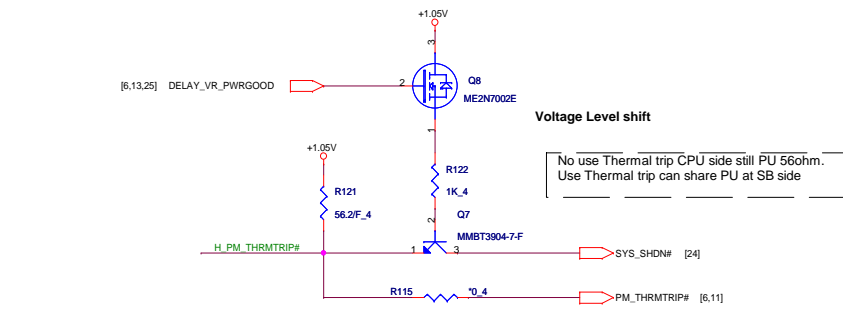 +1.05V
3
[6,13,25] DELAY_VR_PWRGOOD
2
Q8
ME2N7002E
1
Voltage Level shift
+1.05V
No use Thermal trip CPU side still PU 56ohm.
Use Thermal trip can share PU at SB side
R122
1K_4
R121
56.2/F_4
2
Q7
MMBT3904-7-F
H_PM_THRMTRIP#
1
3
SYS_SHDN# [24]
R115
*0_4
PM_THRMTRIP# [6,11]